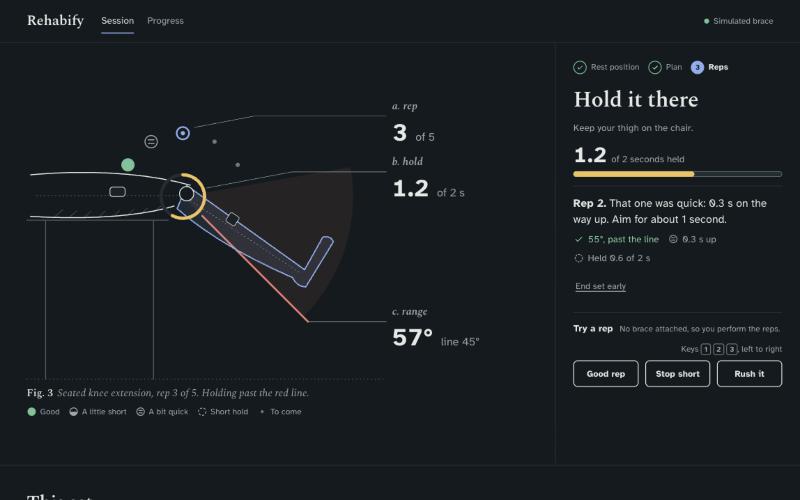 Rehabify Session Progress Simulated brace
a. rep
3 of 5
b. hold
1.2 of 2 s
c. range
57° line 45°
Fig. 3 Seated knee extension, rep 3 of 5. Holding past the red line.
Good A little short A bit quick Short hold To come
Rest position Plan 3 Reps
Hold it there
Keep your thigh on the chair.
1.2 of 2 seconds held
Rep 2. That one was quick: 0.3 s on the
way up. Aim for about 1 second.
55°, past the line 0.3 s up
Held 0.6 of 2 s
End set early
Try a rep No brace attached, so you perform the reps.
Keys 1 2 3, left to right
Good rep Stop short Rush it